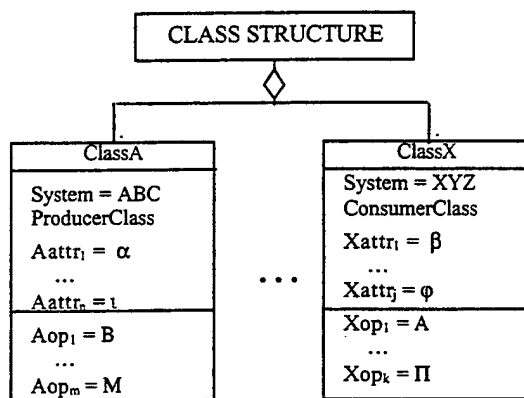 CLASS STRUCTURE
ClassA
System = ABC
ProducerClass
Aattr₁ = α
...
Aattrₙ = ι
Aop₁ = B
...
Aopₘ = M
...
ClassX
System = XYZ
ConsumerClass
Xattr₁ = β
...
Xattrⱼ = φ
Xop₁ = A
...
Xopₖ = Π